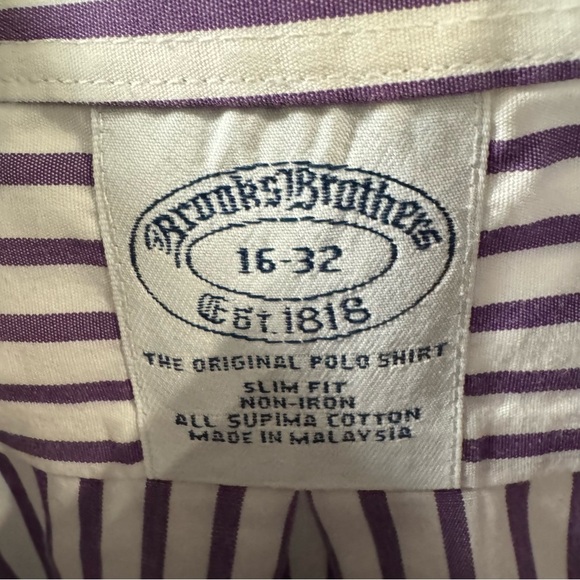 Brooks Brothers
16-32
Est. 1818
THE ORIGINAL POLO SHIRT
SLIM FIT
NON-IRON
ALL SUPIMA COTTON
MADE IN MALAYSIA